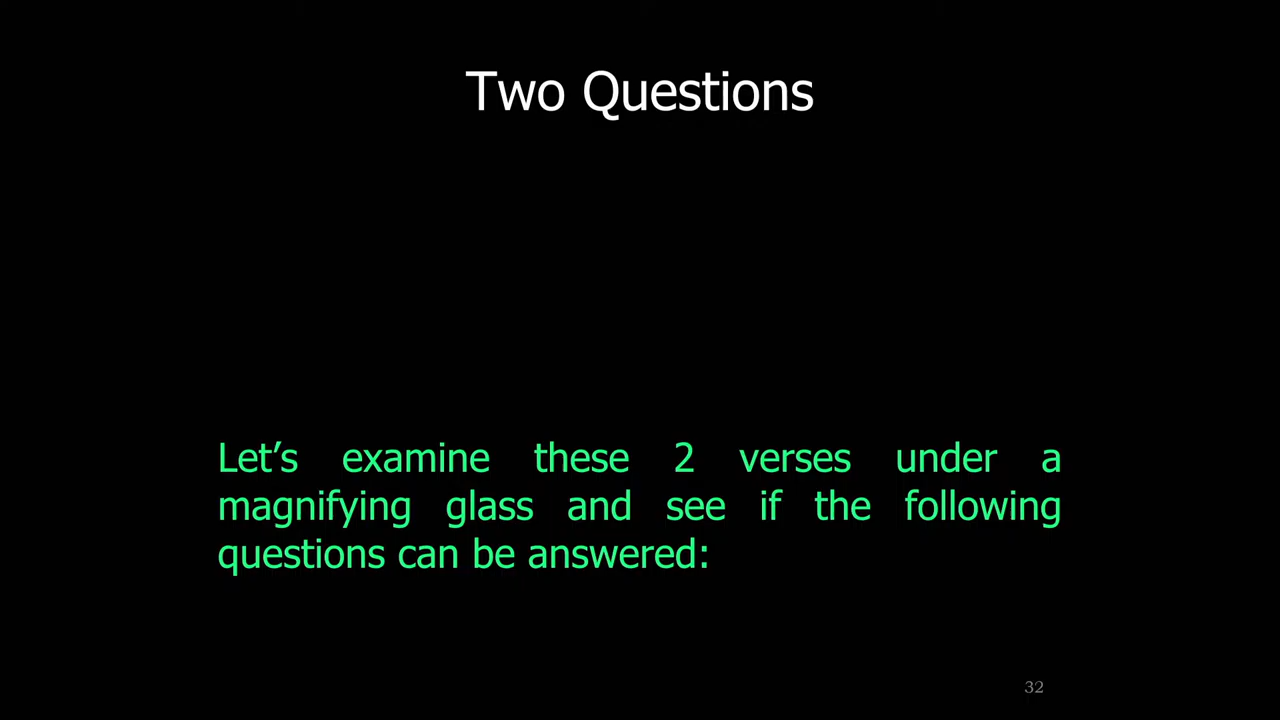 Two Questions
Let’s examine these 2 verses under a
magnifying glass and see if the following
questions can be answered:
32